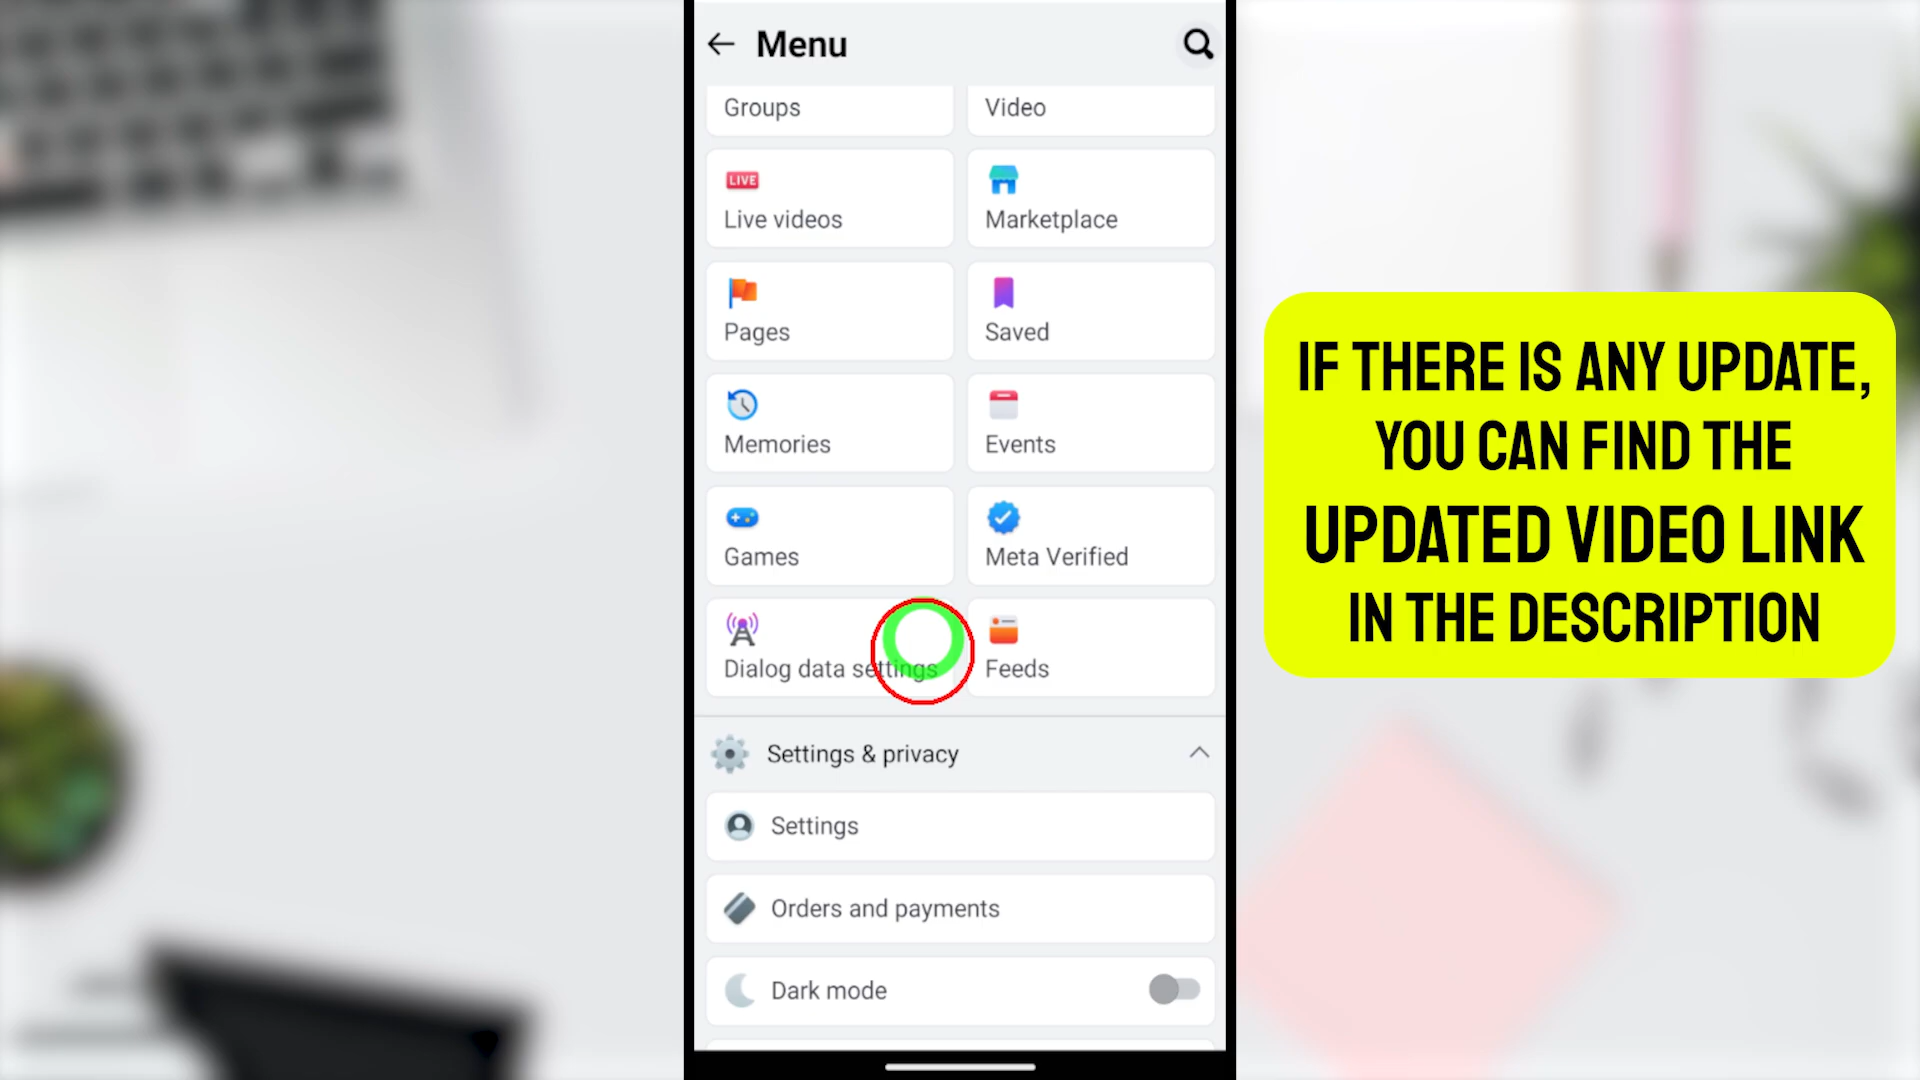 Menu
Groups
Video
LIVE
Live videos
Marketplace
Pages
Saved
Memories
Events
Games
Meta Verified
Dialog data settings
Feeds
Settings & privacy
Settings
Orders and payments
Dark mode
IF THERE IS ANY UPDATE,
YOU CAN FIND THE
UPDATED VIDEO LINK
IN THE DESCRIPTION